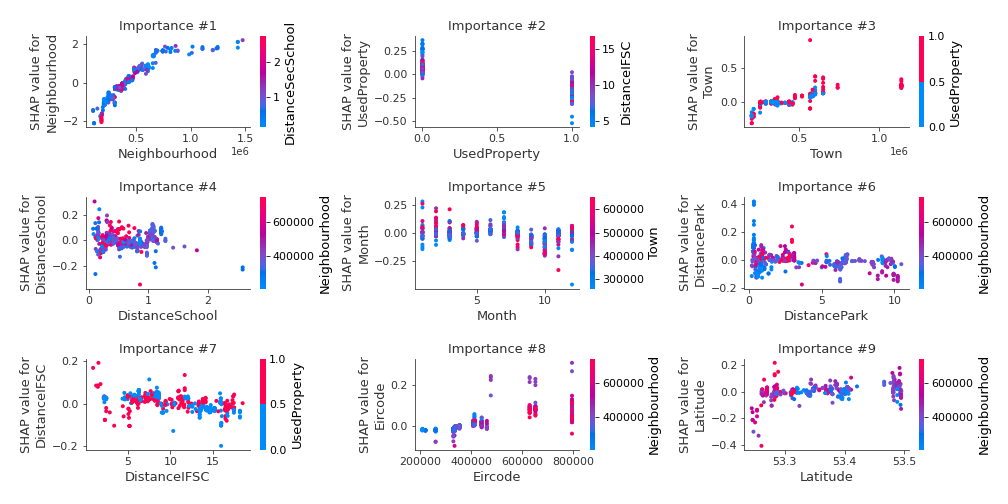 Importance #1
SHAP value for
Neighbourhood
2
0
−2
0.5
1.0
1.5
1e6
Neighbourhood
2
1
DistanceSecSchool
Importance #2
SHAP value for
UsedProperty
0.25
0.00
−0.25
−0.50
0.0
0.5
1.0
UsedProperty
15
10
5
DistanceIFSC
Importance #3
SHAP value for
Town
0.5
0.0
0.5
1.0
1e6
Town
1.0
0.5
0.0
UsedProperty
Importance #4
SHAP value for
DistanceSchool
0.2
0.0
−0.2
0
1
2
DistanceSchool
600000
400000
Neighbourhood
Importance #5
SHAP value for
Month
0.25
0.00
−0.25
5
10
Month
600000
500000
400000
300000
Town
Importance #6
SHAP value for
DistancePark
0.4
0.2
0.0
−0.2
0
5
10
DistancePark
600000
400000
Neighbourhood
Importance #7
SHAP value for
DistanceIFSC
0.2
0.0
−0.2
5
10
15
DistanceIFSC
1.0
0.5
0.0
UsedProperty
Importance #8
SHAP value for
Eircode
0.2
0.0
200000
400000
600000
800000
Eircode
600000
400000
Neighbourhood
Importance #9
SHAP value for
Latitude
0.2
0.0
−0.2
−0.4
53.3
53.4
53.5
Latitude
600000
400000
Neighbourhood